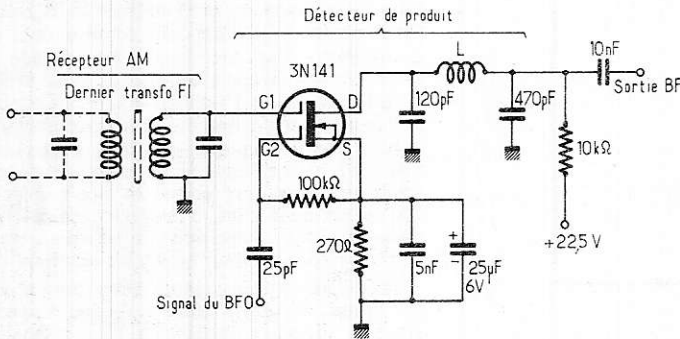 Détecteur de produit
Récepteur AM
Dernier transfo FI
3N141
G1
D
G2
S
L
120pF
470pF
10nF
Sortie BF
10kΩ
+22,5 V
100kΩ
270Ω
25pF
5nF
+
−
25µF
6V
Signal du BFO